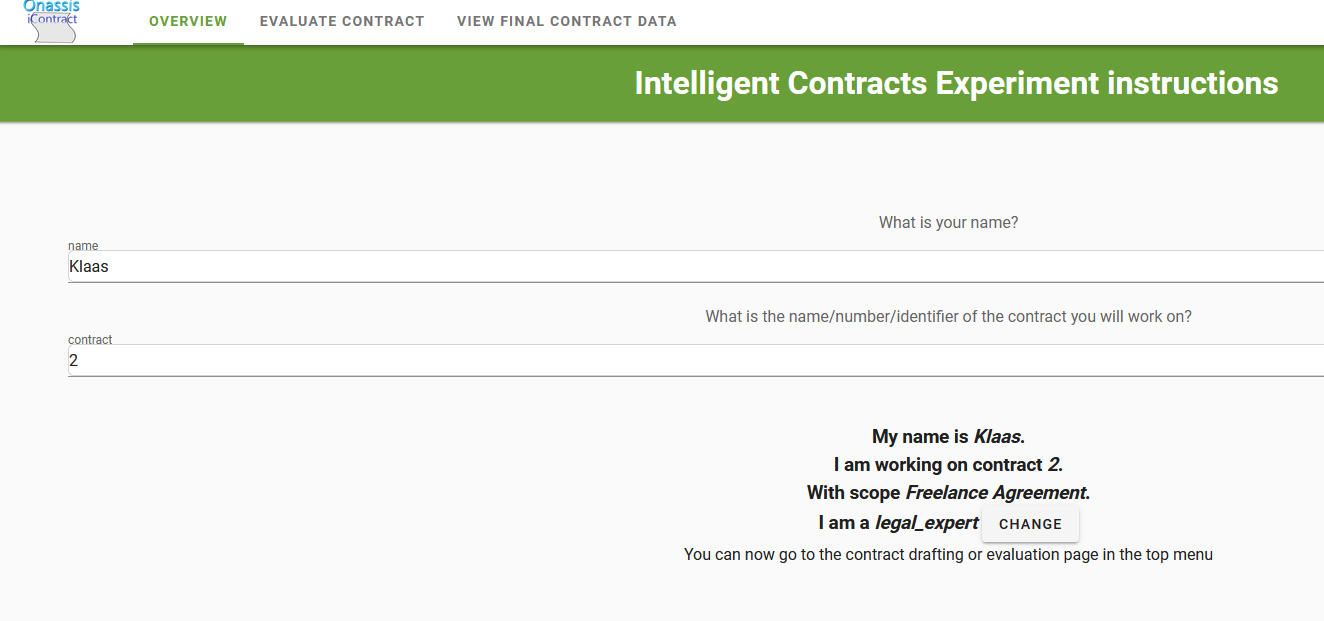 Onassis
iContract
OVERVIEW
EVALUATE CONTRACT
VIEW FINAL CONTRACT DATA
Intelligent Contracts Experiment instructions
What is your name?
name
Klaas
What is the name/number/identifier of the contract you will work on?
contract
2
My name is Klaas.
I am working on contract 2.
With scope Freelance Agreement.
I am a legal_expert CHANGE
You can now go to the contract drafting or evaluation page in the top menu